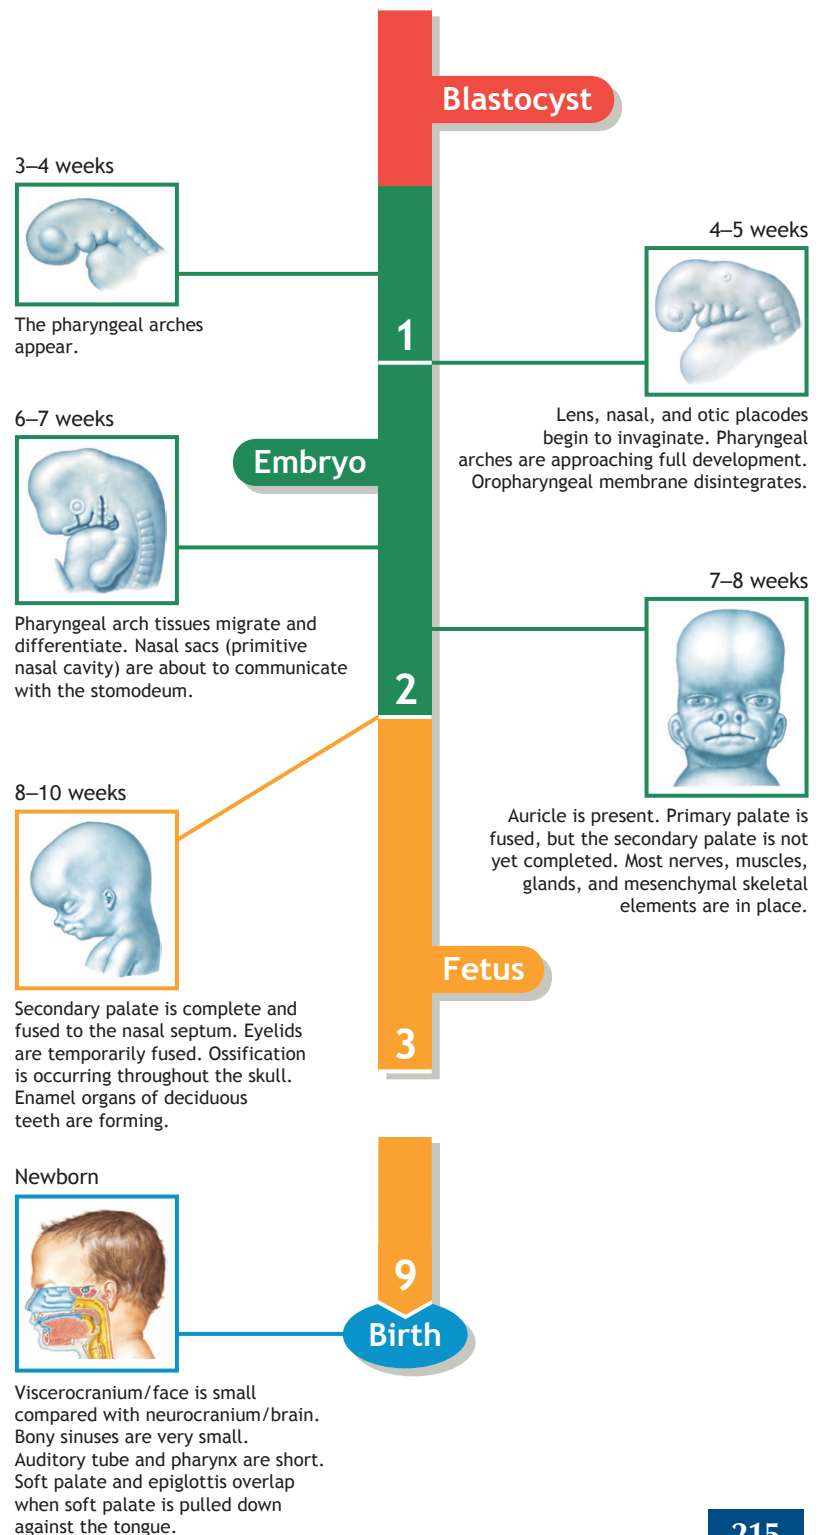 Blastocyst
3–4 weeks
The pharyngeal arches
appear.
1
4–5 weeks
Lens, nasal, and otic placodes
begin to invaginate. Pharyngeal
arches are approaching full development.
Oropharyngeal membrane disintegrates.
6–7 weeks
Embryo
Pharyngeal arch tissues migrate and
differentiate. Nasal sacs (primitive
nasal cavity) are about to communicate
with the stomodeum.
2
7–8 weeks
Auricle is present. Primary palate is
fused, but the secondary palate is not
yet completed. Most nerves, muscles,
glands, and mesenchymal skeletal
elements are in place.
8–10 weeks
Fetus
Secondary palate is complete and
fused to the nasal septum. Eyelids
are temporarily fused. Ossification
is occurring throughout the skull.
Enamel organs of deciduous
teeth are forming.
3
Newborn
9
Birth
Viscerocranium/face is small
compared with neurocranium/brain.
Bony sinuses are very small.
Auditory tube and pharynx are short.
Soft palate and epiglottis overlap
when soft palate is pulled down
against the tongue.
215